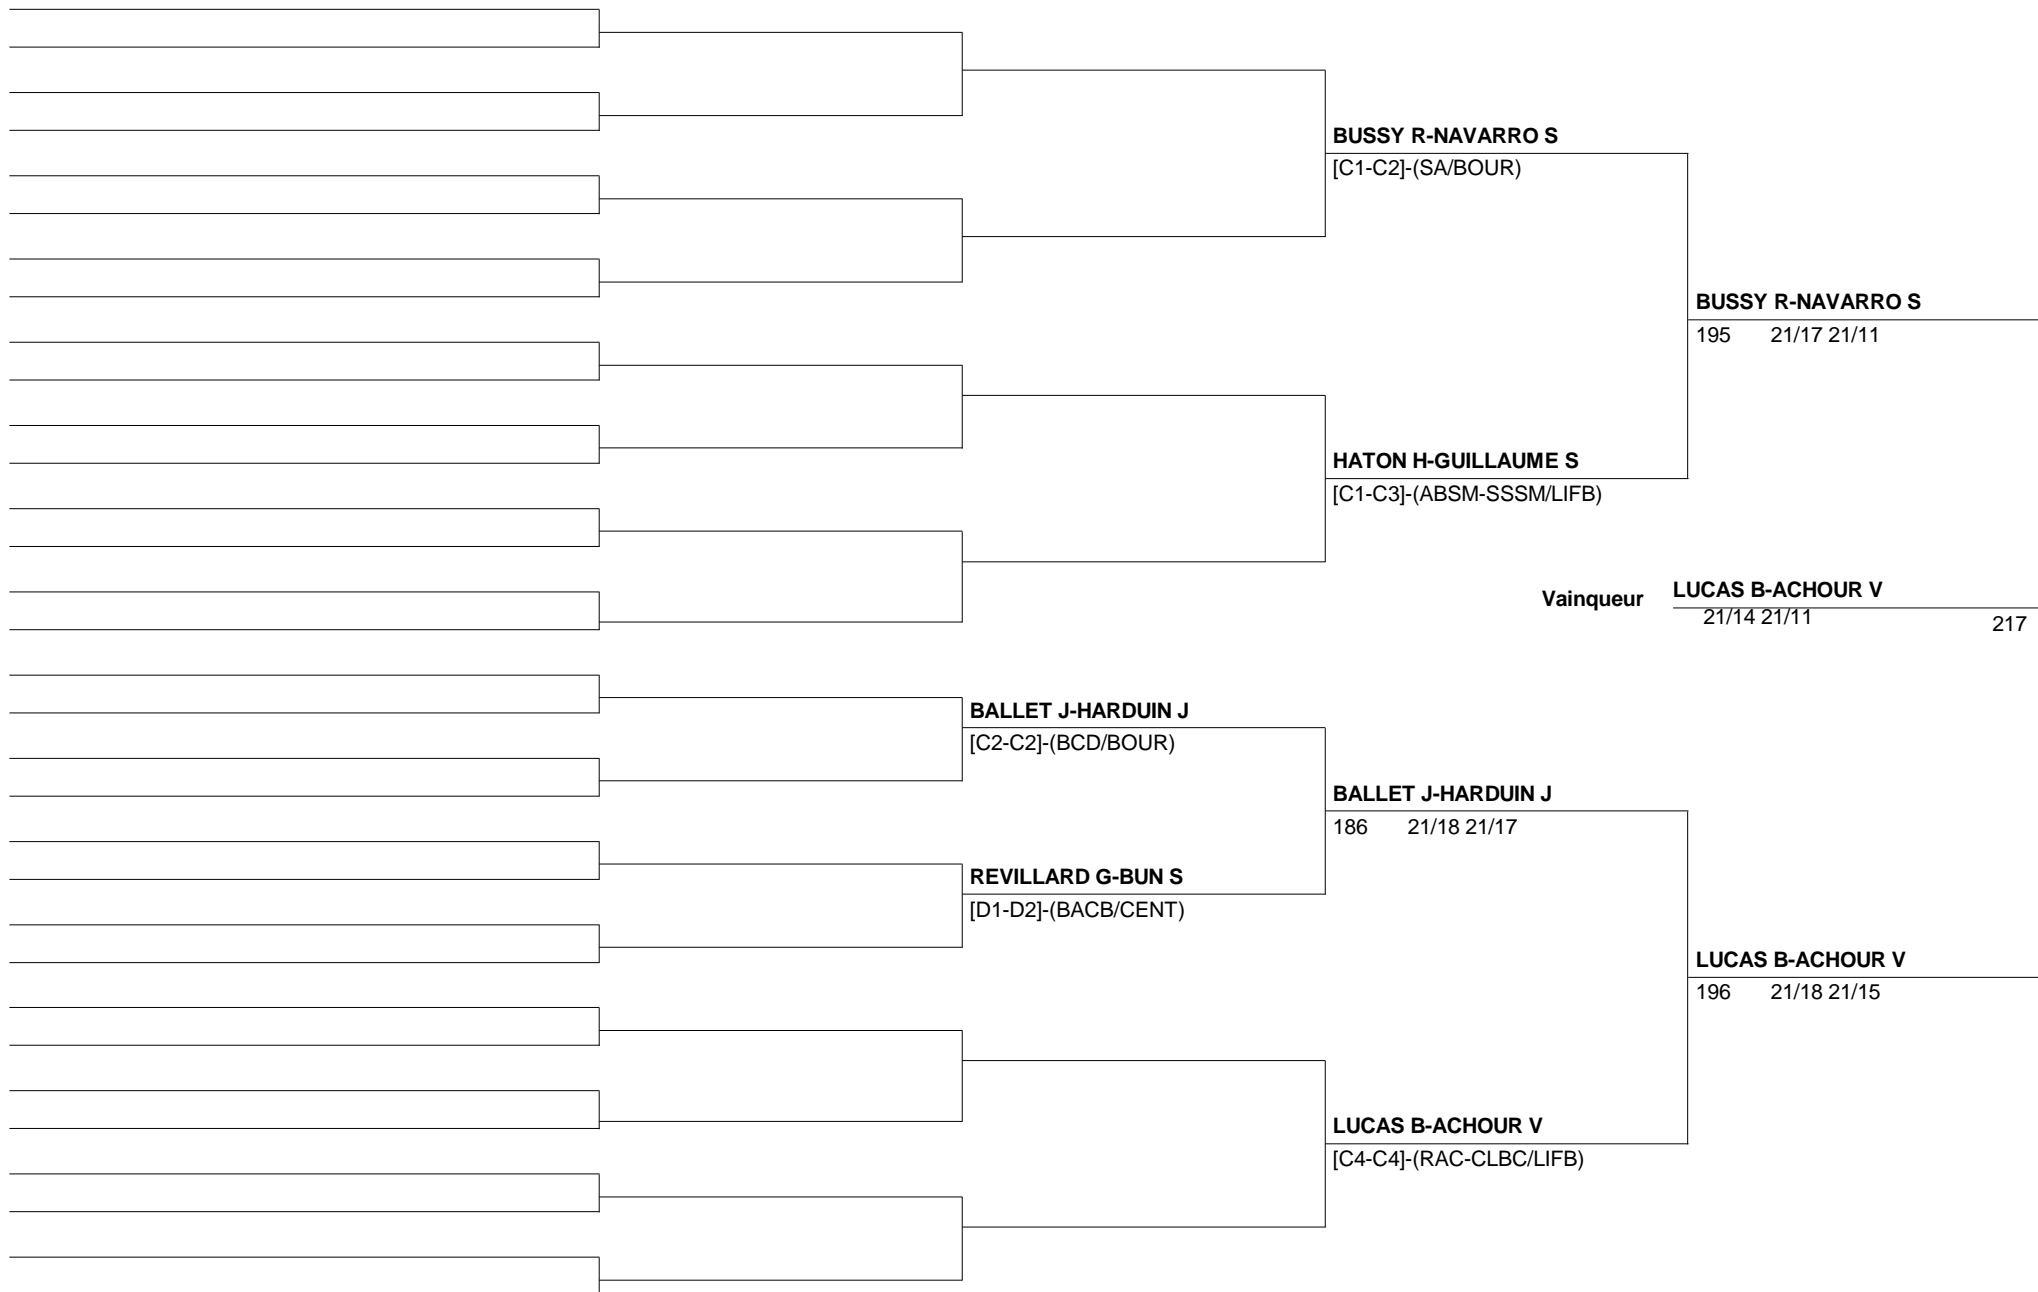 BUSSY R-NAVARRO S
[C1-C2]-(SA/BOUR)
BUSSY R-NAVARRO S
195 21/17 21/11
HATON H-GUILLAUME S
[C1-C3]-(ABSM-SSSM/LIFB)
Vainqueur LUCAS B-ACHOUR V
21/14 21/11 217
BALLET J-HARDUIN J
[C2-C2]-(BCD/BOUR)
BALLET J-HARDUIN J
186 21/18 21/17
REVILLARD G-BUN S
[D1-D2]-(BACB/CENT)
LUCAS B-ACHOUR V
196 21/18 21/15
LUCAS B-ACHOUR V
[C4-C4]-(RAC-CLBC/LIFB)